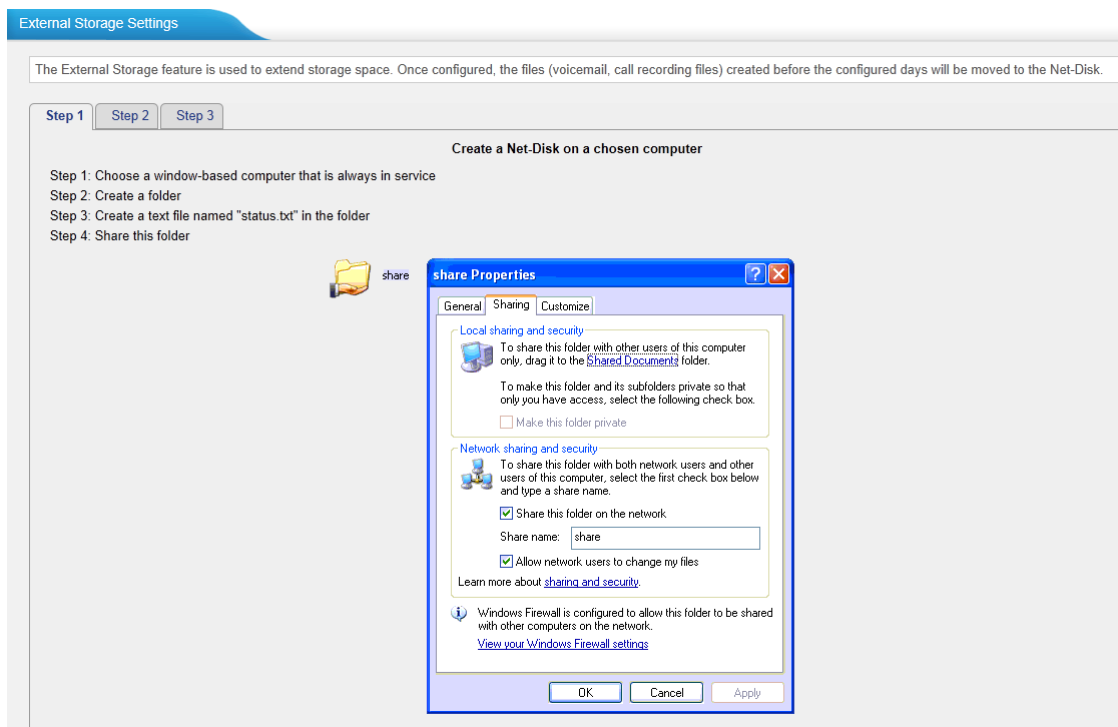 External Storage Settings
The External Storage feature is used to extend storage space. Once configured, the files (voicemail, call recording files) created before the configured days will be moved to the Net-Disk.
Step 1 Step 2 Step 3
Create a Net-Disk on a chosen computer
Step 1: Choose a window-based computer that is always in service
Step 2: Create a folder
Step 3: Create a text file named "status.txt" in the folder
Step 4: Share this folder
share
share Properties
General Sharing Customize
Local sharing and security
To share this folder with other users of this computer
only, drag it to the Shared Documents folder.
To make this folder and its subfolders private so that
only you have access, select the following check box.
Make this folder private
Network sharing and security
To share this folder with both network users and other
users of this computer, select the first check box below
and type a share name.
Share this folder on the network
Share name: share
Allow network users to change my files
Learn more about sharing and security.
Windows Firewall is configured to allow this folder to be shared
with other computers on the network.
View your Windows Firewall settings
OK Cancel Apply